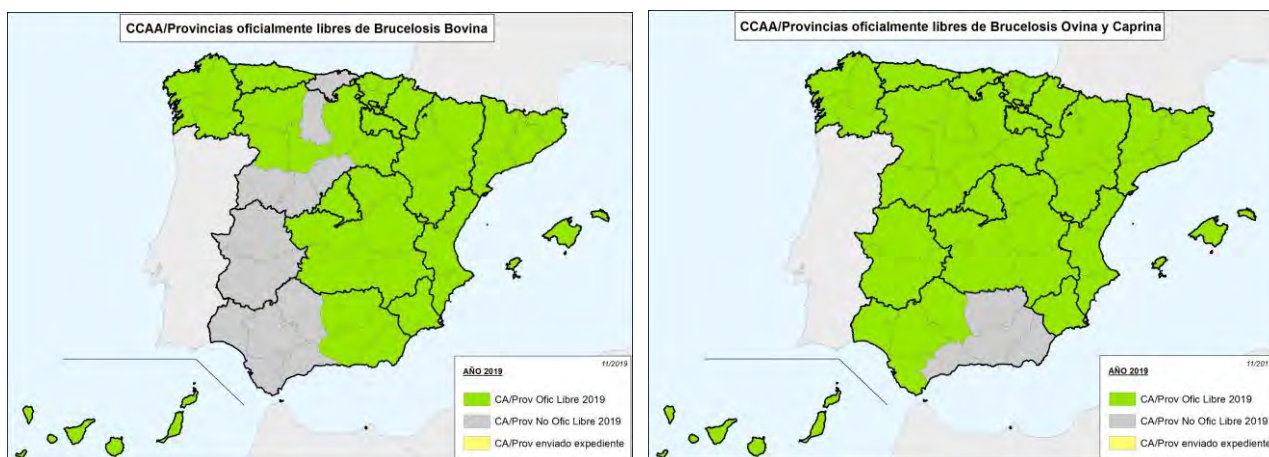 CCAA/Provincias oficialmente libres de Brucelosis Bovina
11/2019
AÑO 2019
CA/Prov Ofic Libre 2019
CA/Prov No Ofic Libre 2019
CA/Prov enviado expediente
CCAA/Provincias oficialmente libres de Brucelosis Ovina y Caprina
11/201
AÑO 2019
CA/Prov Ofic Libre 2019
CA/Prov No Ofic Libre 2019
CA/Prov enviado expediente